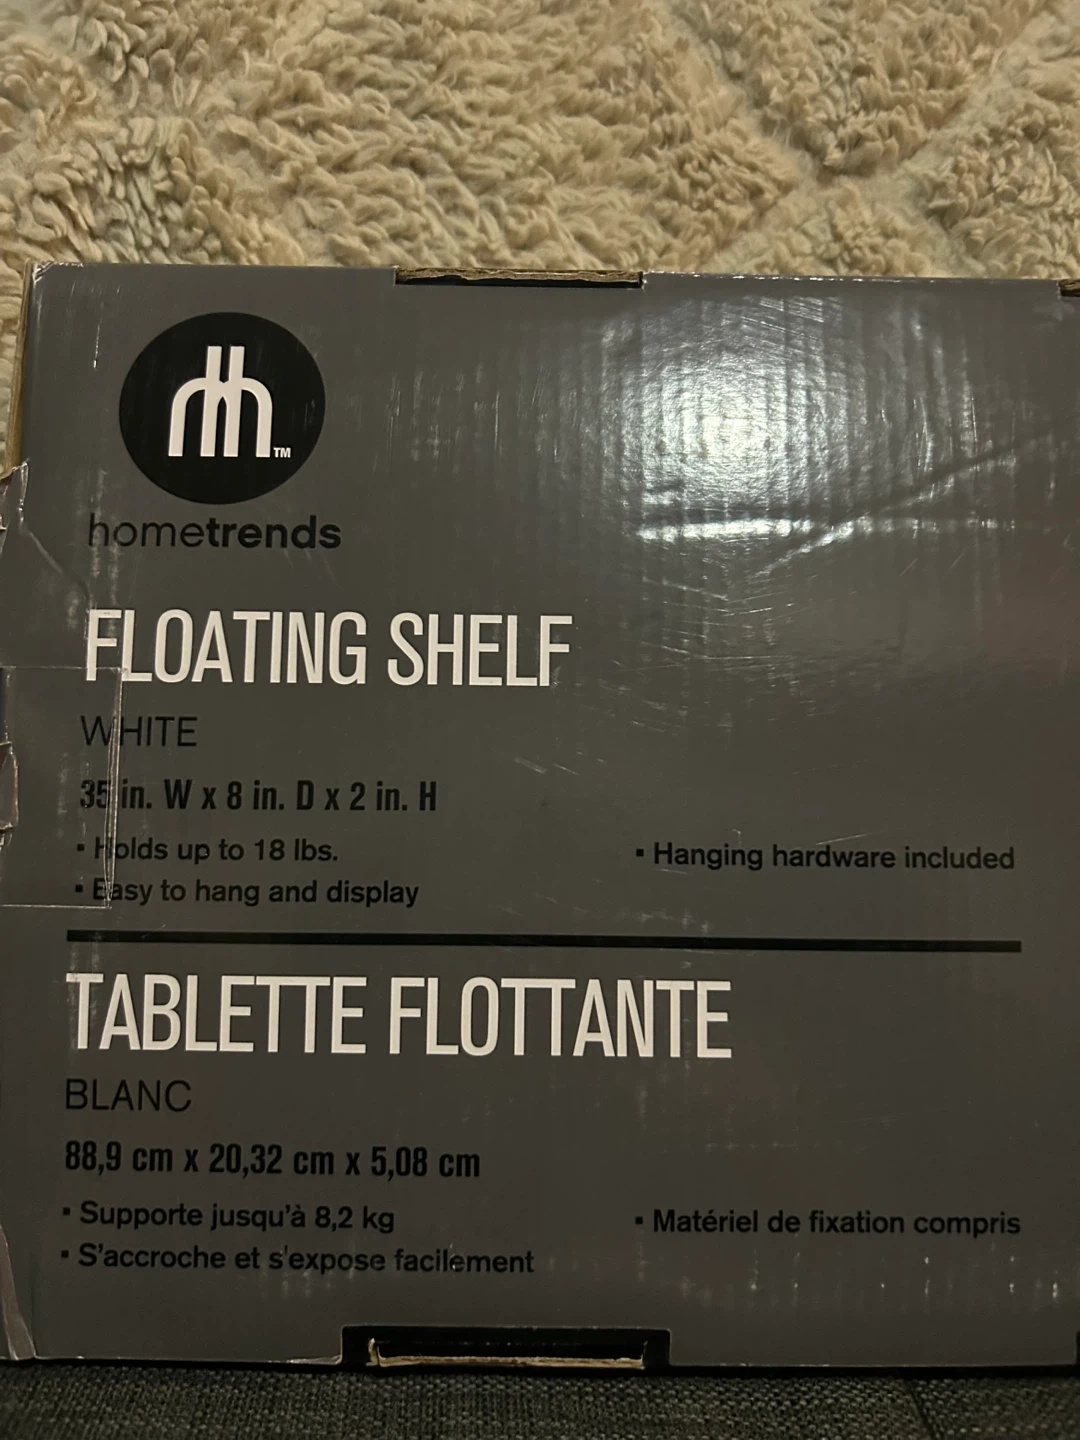 TM
hometrends
FLOATING SHELF
WHITE
35 in. W x 8 in. D x 2 in. H
▪ Holds up to 18 lbs.
▪ Easy to hang and display
▪ Hanging hardware included
TABLETTE FLOTTANTE
BLANC
88,9 cm x 20,32 cm x 5,08 cm
▪ Supporte jusqu'à 8,2 kg
▪ S'accroche et s'expose facilement
▪ Matériel de fixation compris